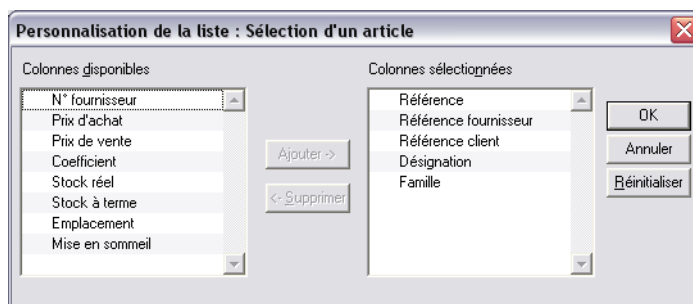 Personnalisation de la liste : Sélection d'un article
Colonnes disponibles
N° fournisseur
Prix d'achat
Prix de vente
Coefficient
Stock réel
Stock à terme
Emplacement
Mise en sommeil
Ajouter ->
<- Supprimer
Colonnes sélectionnées
Référence
Référence fournisseur
Référence client
Désignation
Famille
OK
Annuler
Réinitialiser